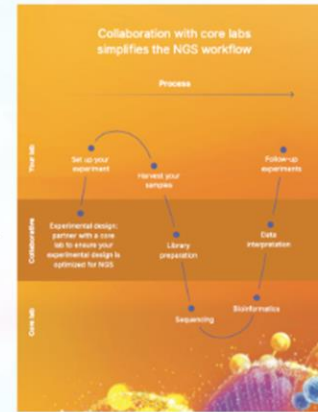 Collaboration with core labs
simplifies the NGS workflow
Process
Your lab
Set up your
experiment
Harvest your
samples
Follow-up
experiments
Collaborative
Experimental design:
partner with a core
lab to ensure your
experimental design is
optimized for NGS
Library
preparation
Data
interpretation
Core lab
Sequencing
Bioinformatics